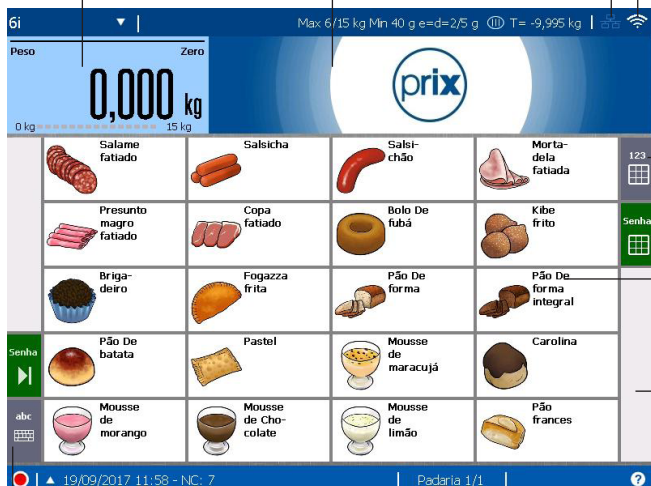 6i
Max 6/15 kg Min 40 g e=d=2/5 g III T= -9,995 kg
Peso Zero
0,000 kg
0 kg 15 kg
prix
Salame
fatiado
Salsicha
Salsi-
chão
Morta-
dela
fatiada
123
Presunto
magro
fatiado
Copa
fatiado
Bolo De
fubá
Kibe
frito
Senha
Briga-
deiro
Fogazza
frita
Pão De
forma
Pão De
forma
integral
Senha
Pão De
batata
Pastel
Mousse
de
maracujá
Carolina
abc
Mousse
de
morango
Mousse
de Cho-
colate
Mousse
de
limão
Pão
frances
19/09/2017 11:58 - NC: 7
Padaria 1/1
?